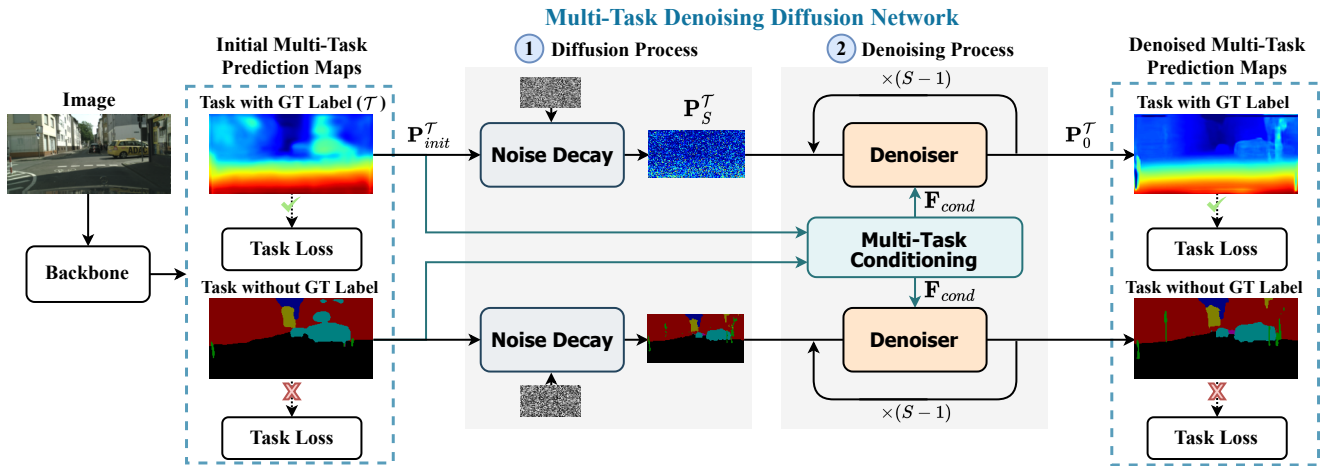 Multi-Task Denoising Diffusion Network
Initial Multi-Task
Prediction Maps
1 Diffusion Process
2 Denoising Process
Denoised Multi-Task
Prediction Maps
Image
Task with GT Label (𝒯)
P^𝒯_init
Noise Decay
P^𝒯_S
×(S − 1)
Denoiser
P^𝒯_0
Task with GT Label
F_cond
Task Loss
Multi-Task
Conditioning
Task Loss
Backbone
Task without GT Label
F_cond
Task without GT Label
Noise Decay
Denoiser
×(S − 1)
Task Loss
Task Loss